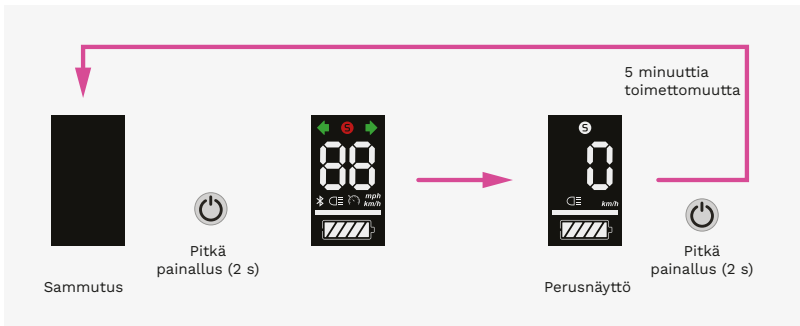 5 minuuttia
toimettomuutta
S
88
mph
km/h
S
0
km/h
Pitkä
painallus (2 s)
Pitkä
painallus (2 s)
Sammutus
Perusnäyttö